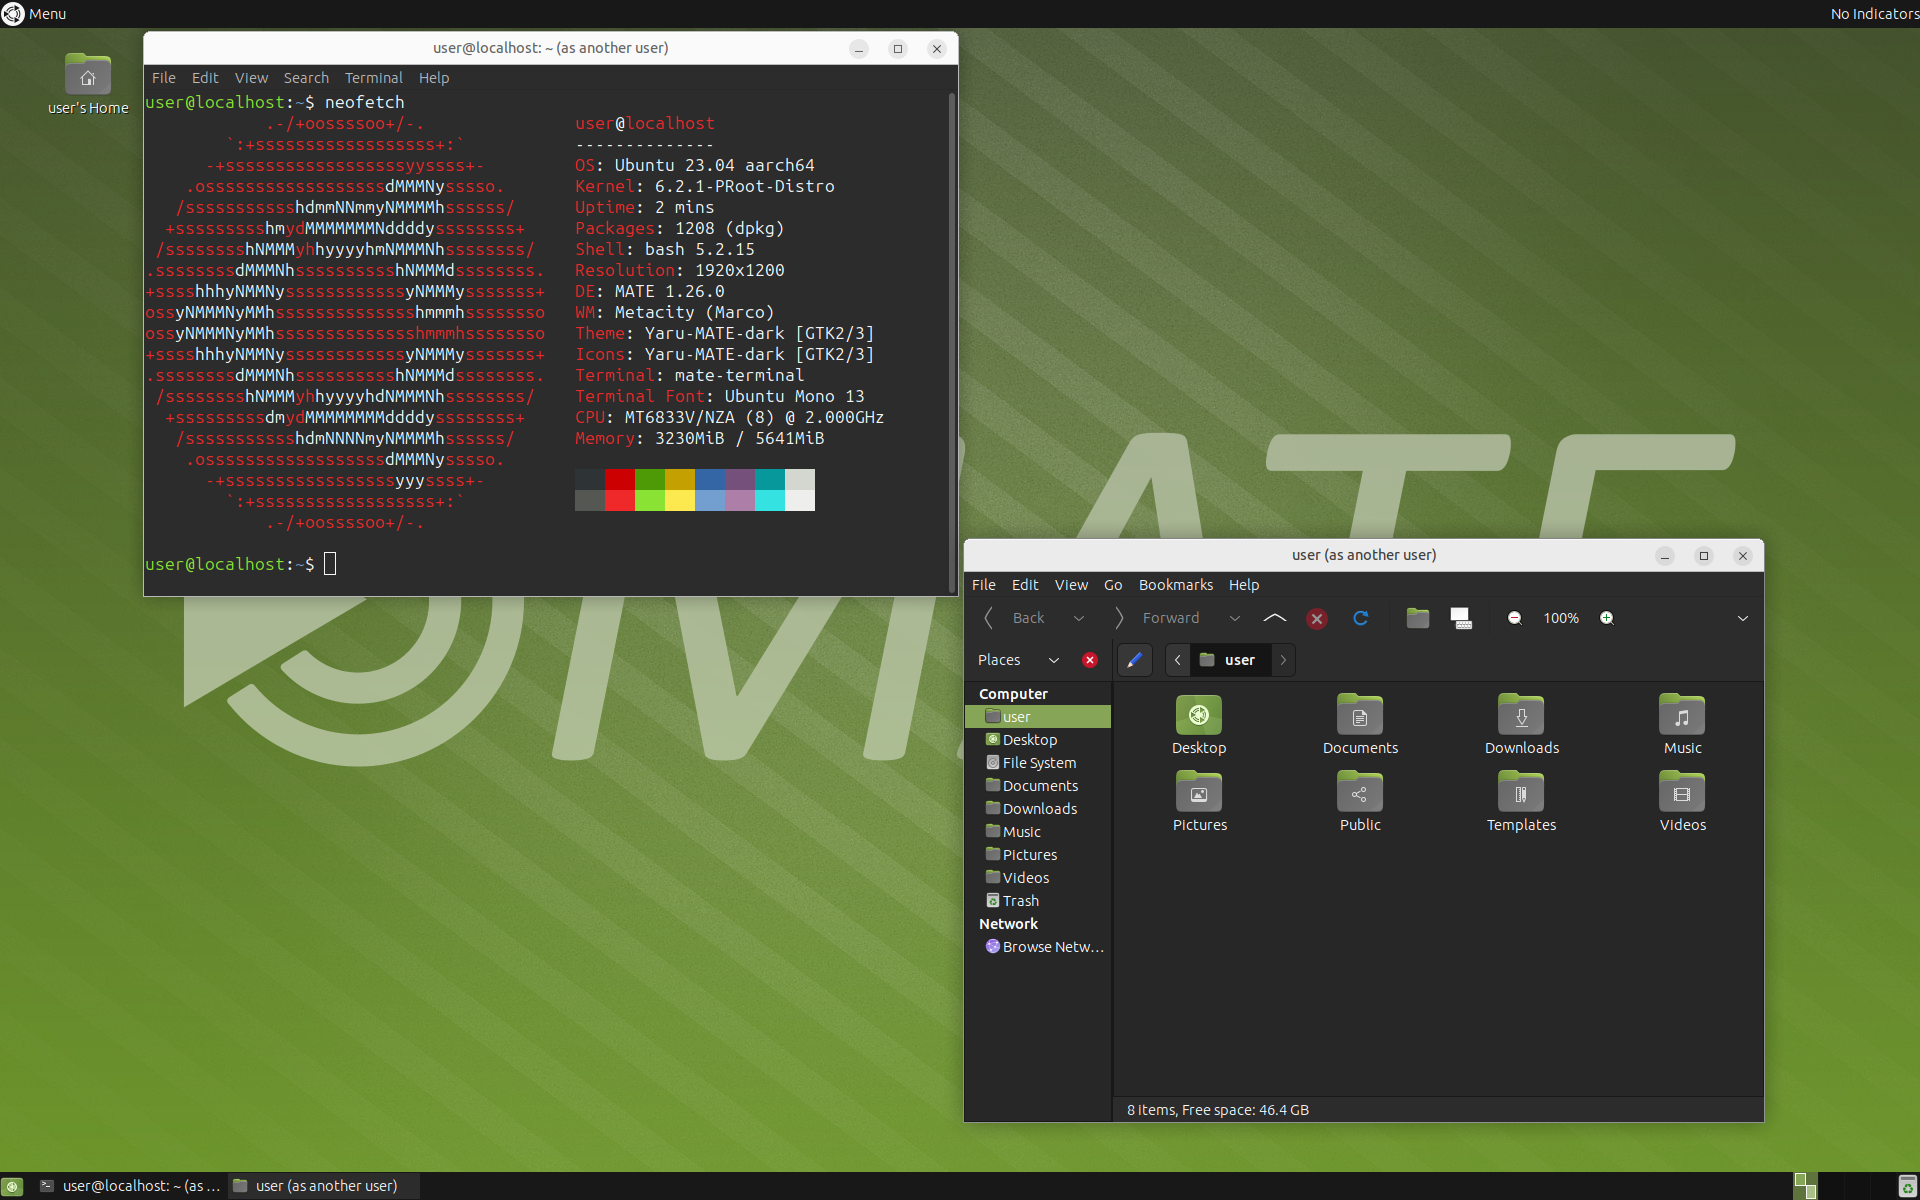 Menu
No Indicators
user's Home
user@localhost: ~ (as another user)
File Edit View Search Terminal Help
user@localhost:~$ neofetch
.-/+oossssoo+/-.
`:+ssssssssssssssssss+:`
-+ssssssssssssssssssyyssss+-
.ossssssssssssssssssdMMMNysssso.
/ssssssssssshdmmNNmmyNMMMMhssssss/
+ssssssssshmydMMMMMMMNddddyssssssss+
/sssssssshNMMMyhhyyyyhmNMMMNhssssssss/
.ssssssssdMMMNhsssssssssshNMMMdssssssss.
+sssshhhyNMMNyssssssssssssyNMMMysssssss+
ossyNMMMNyMMhsssssssssssssshmmmhssssssso
ossyNMMMNyMMhsssssssssssssshmmmhssssssso
+sssshhhyNMMNyssssssssssssyNMMMysssssss+
.ssssssssdMMMNhsssssssssshNMMMdssssssss.
/sssssssshNMMMyhhyyyyhdNMMMNhssssssss/
+sssssssssdmydMMMMMMMMddddyssssssss+
/ssssssssssshdmNNNNmyNMMMMhssssss/
.ossssssssssssssssssdMMMNysssso.
-+sssssssssssssssssyyyssss+-
`:+ssssssssssssssssss+:`
.-/+oossssoo+/-.
user@localhost
--------------
OS: Ubuntu 23.04 aarch64
Kernel: 6.2.1-PRoot-Distro
Uptime: 2 mins
Packages: 1208 (dpkg)
Shell: bash 5.2.15
Resolution: 1920x1200
DE: MATE 1.26.0
WM: Metacity (Marco)
Theme: Yaru-MATE-dark [GTK2/3]
Icons: Yaru-MATE-dark [GTK2/3]
Terminal: mate-terminal
Terminal Font: Ubuntu Mono 13
CPU: MT6833V/NZA (8) @ 2.000GHz
Memory: 3230MiB / 5641MiB
user@localhost:~$
user (as another user)
File Edit View Go Bookmarks Help
Back Forward 100%
Places user
Computer
user
Desktop
File System
Documents
Downloads
Music
Pictures
Videos
Trash
Network
Browse Netw…
Desktop Documents Downloads Music
Pictures Public Templates Videos
8 items, Free space: 46.4 GB
user@localhost: ~ (as …
user (as another user)